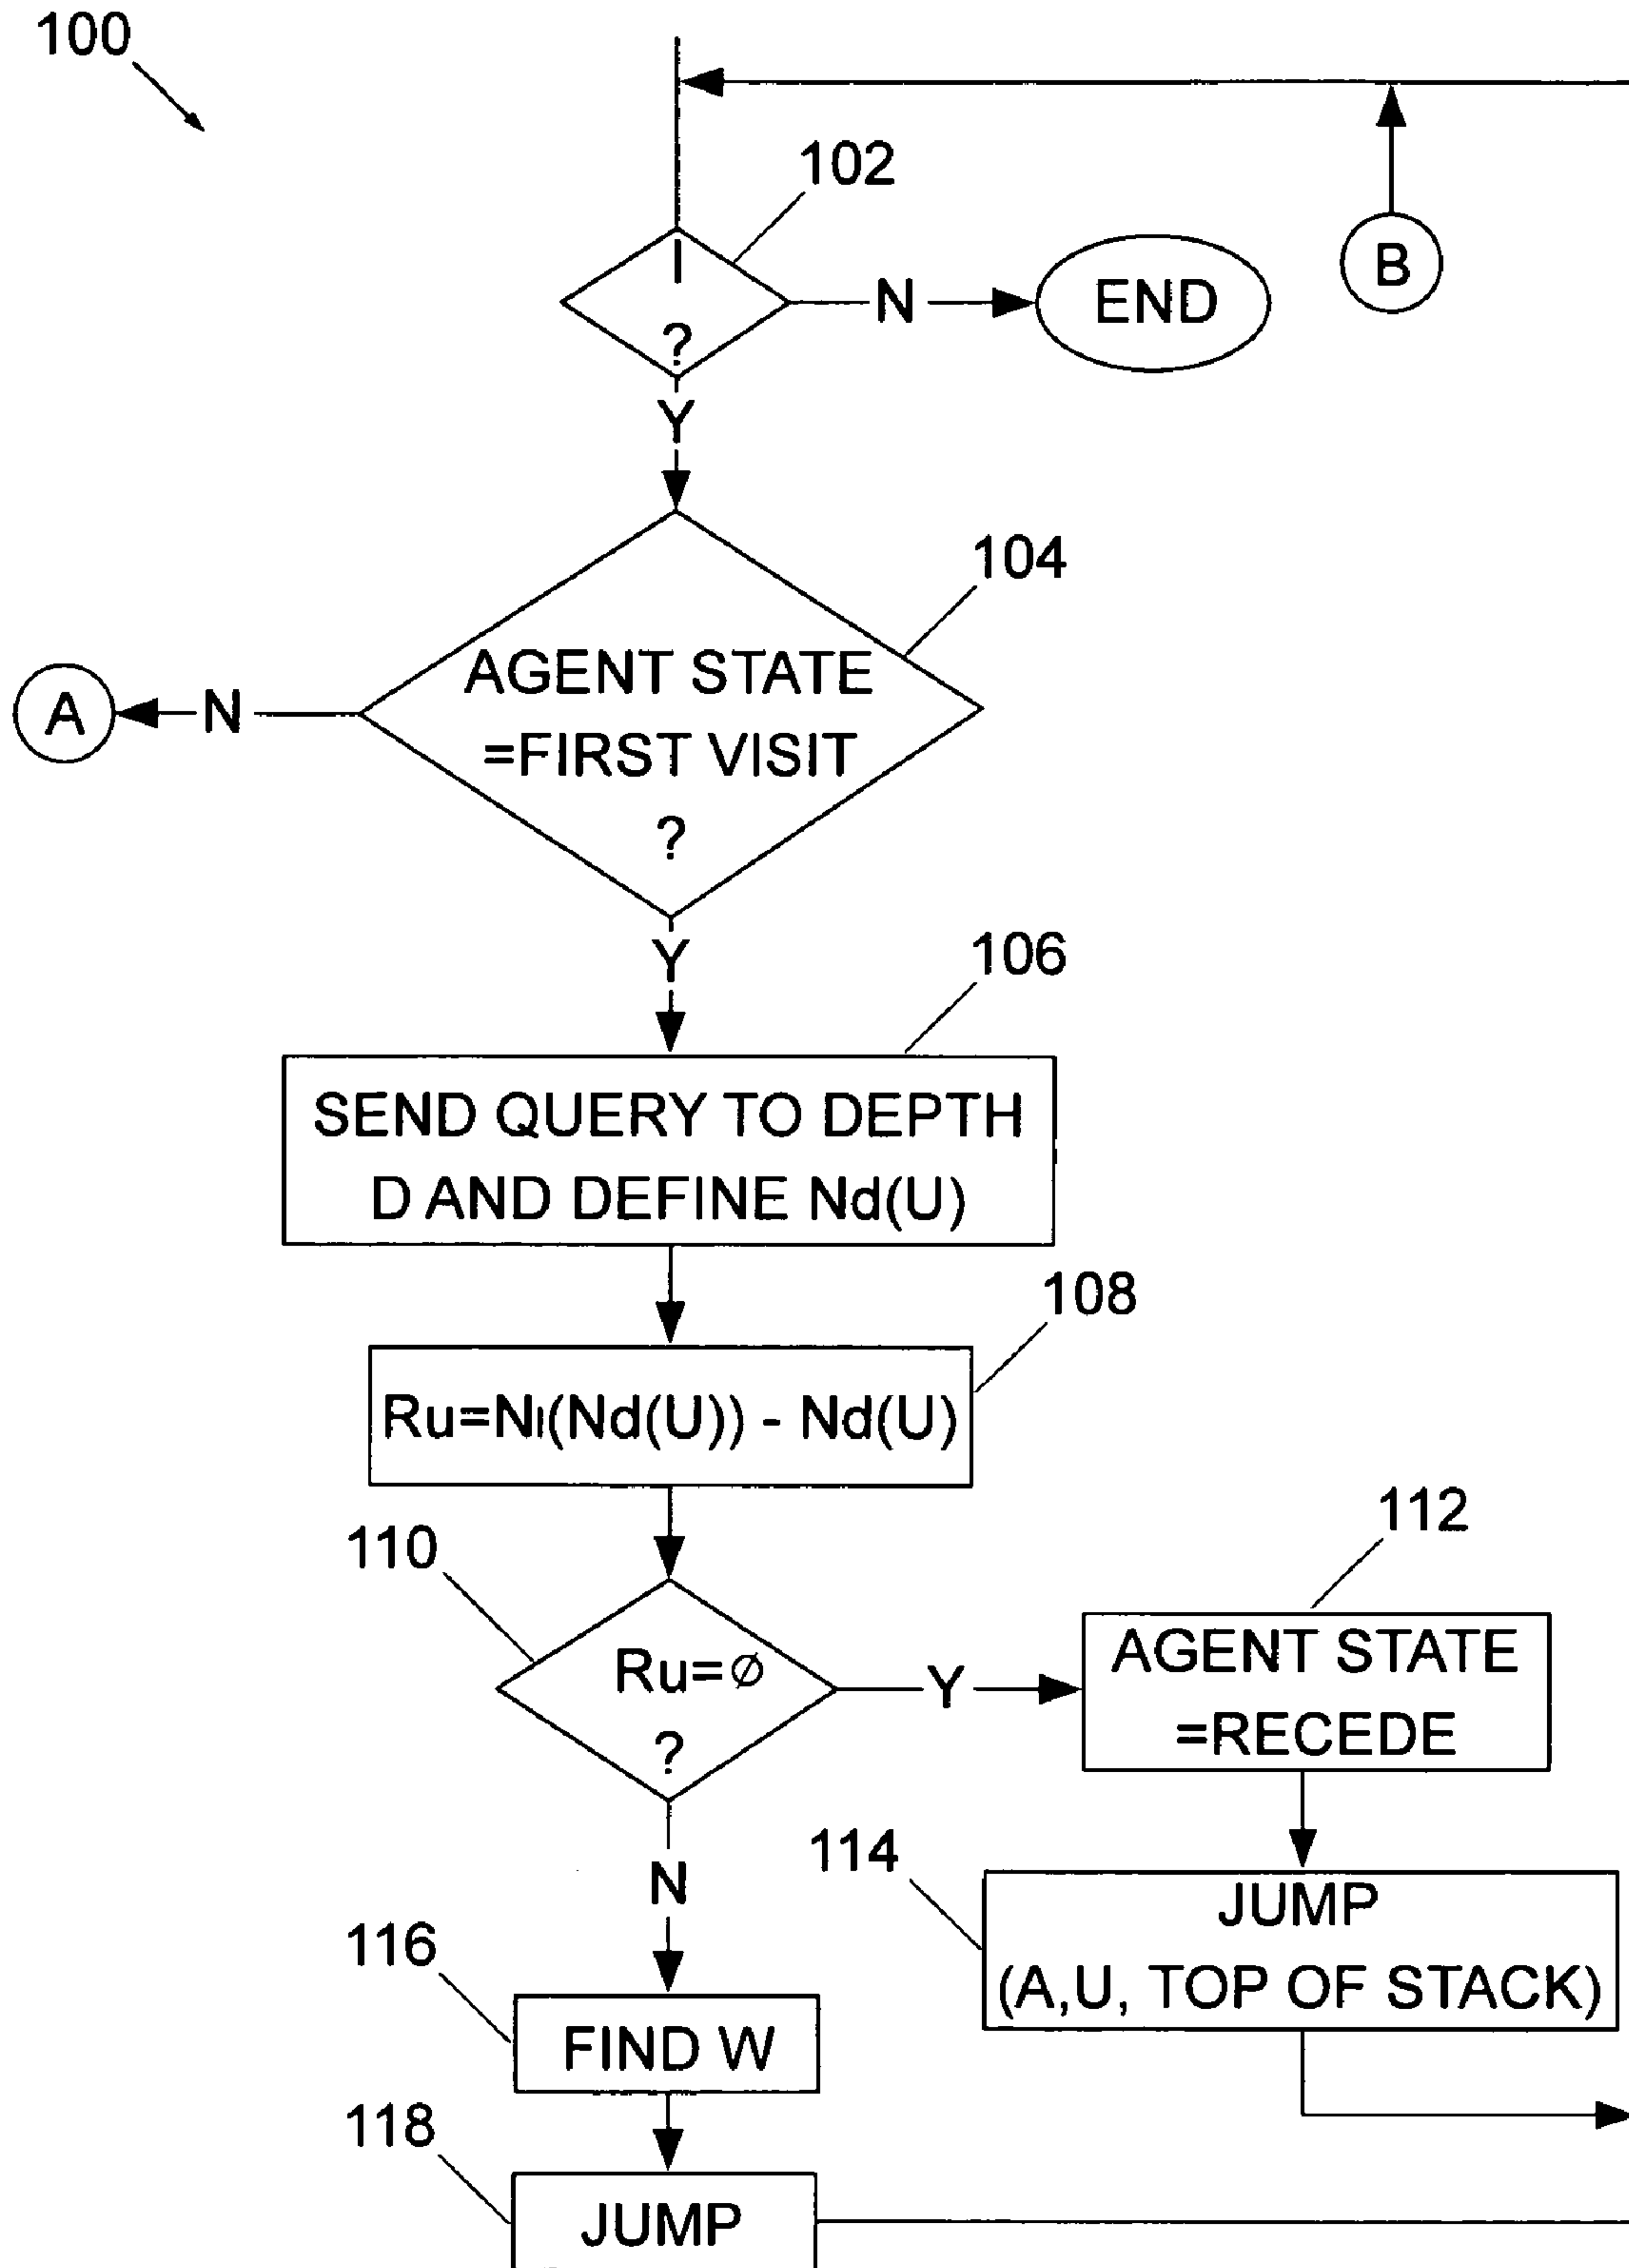 100
102
I
?
N
END
B
Y
104
AGENT STATE
=FIRST VISIT
?
N
A
Y
106
SEND QUERY TO DEPTH
D AND DEFINE Nd(U)
108
Ru=NI(Nd(U)) - Nd(U)
110
Ru=∅
?
Y
112
AGENT STATE
=RECEDE
N
114
JUMP
(A,U, TOP OF STACK)
116
FIND W
118
JUMP